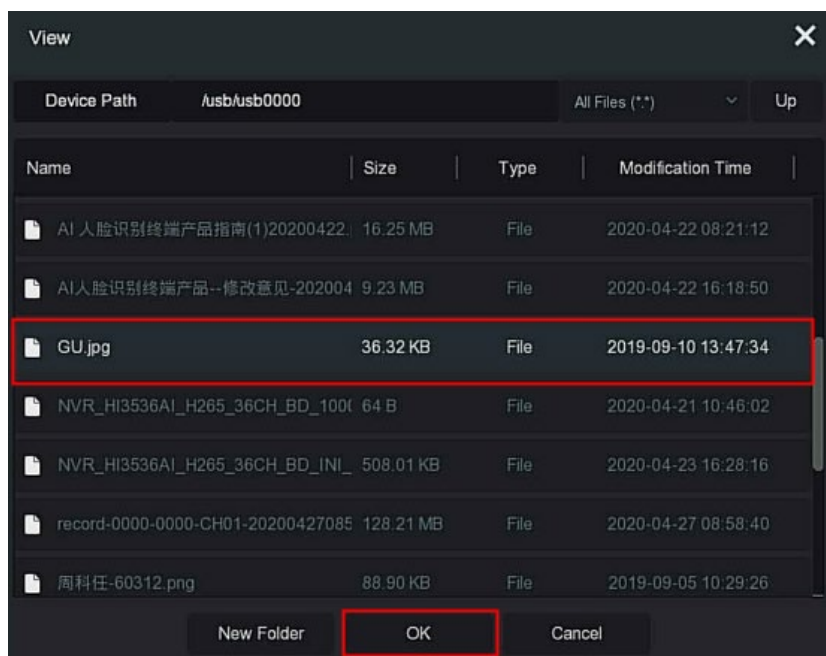 View
Device Path /usb/usb0000 All Files (*.*) Up
Name Size Type Modification Time
AI 人脸识别终端产品指南(1)20200422. 16.25 MB File 2020-04-22 08:21:12
AI人脸识别终端产品--修改意见-202004 9.23 MB File 2020-04-22 16:18:50
GU.jpg 36.32 KB File 2019-09-10 13:47:34
NVR_HI3536AI_H265_36CH_BD_100( 64 B File 2020-04-21 10:46:02
NVR_HI3536AI_H265_36CH_BD_INI_ 508.01 KB File 2020-04-23 16:28:16
record-0000-0000-CH01-20200427085 128.21 MB File 2020-04-27 08:58:40
周科任-60312.png 88.90 KB File 2019-09-05 10:29:26
New Folder OK Cancel